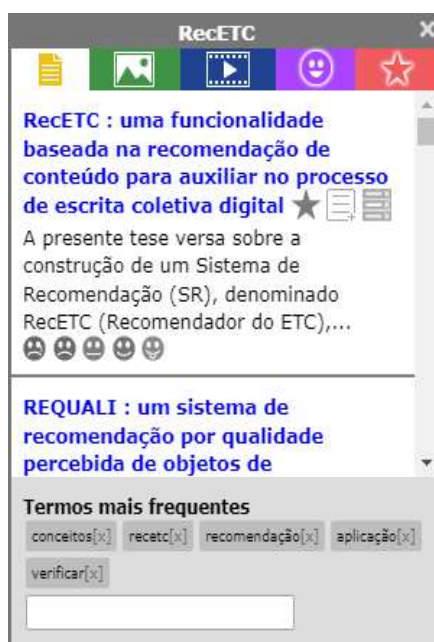 RecETC
RecETC : uma funcionalidade
baseada na recomendação de
conteúdo para auxiliar no processo
de escrita coletiva digital
A presente tese versa sobre a
construção de um Sistema de
Recomendação (SR), denominado
RecETC (Recomendador do ETC),...
REQUALI : um sistema de
recomendação por qualidade
percebida de objetos de
Termos mais frequentes
conceitos[x] recetc[x] recomendação[x] aplicação[x]
verificar[x]